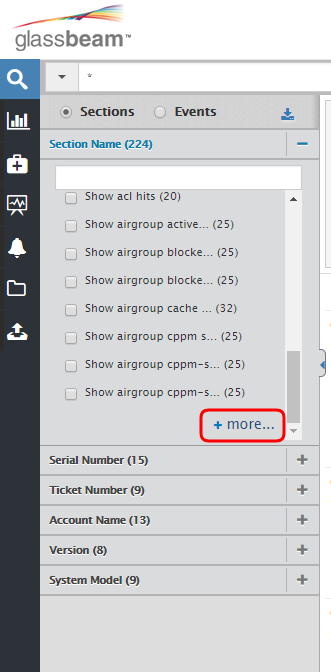 glassbeam™
*
Sections Events
Section Name (224)
Show acl hits (20)
Show airgroup active... (25)
Show airgroup blocke... (25)
Show airgroup blocke... (25)
Show airgroup cache ... (32)
Show airgroup cppm s... (25)
Show airgroup cppm-s... (25)
Show airgroup cppm-s... (25)
+ more...
Serial Number (15)
Ticket Number (9)
Account Name (13)
Version (8)
System Model (9)